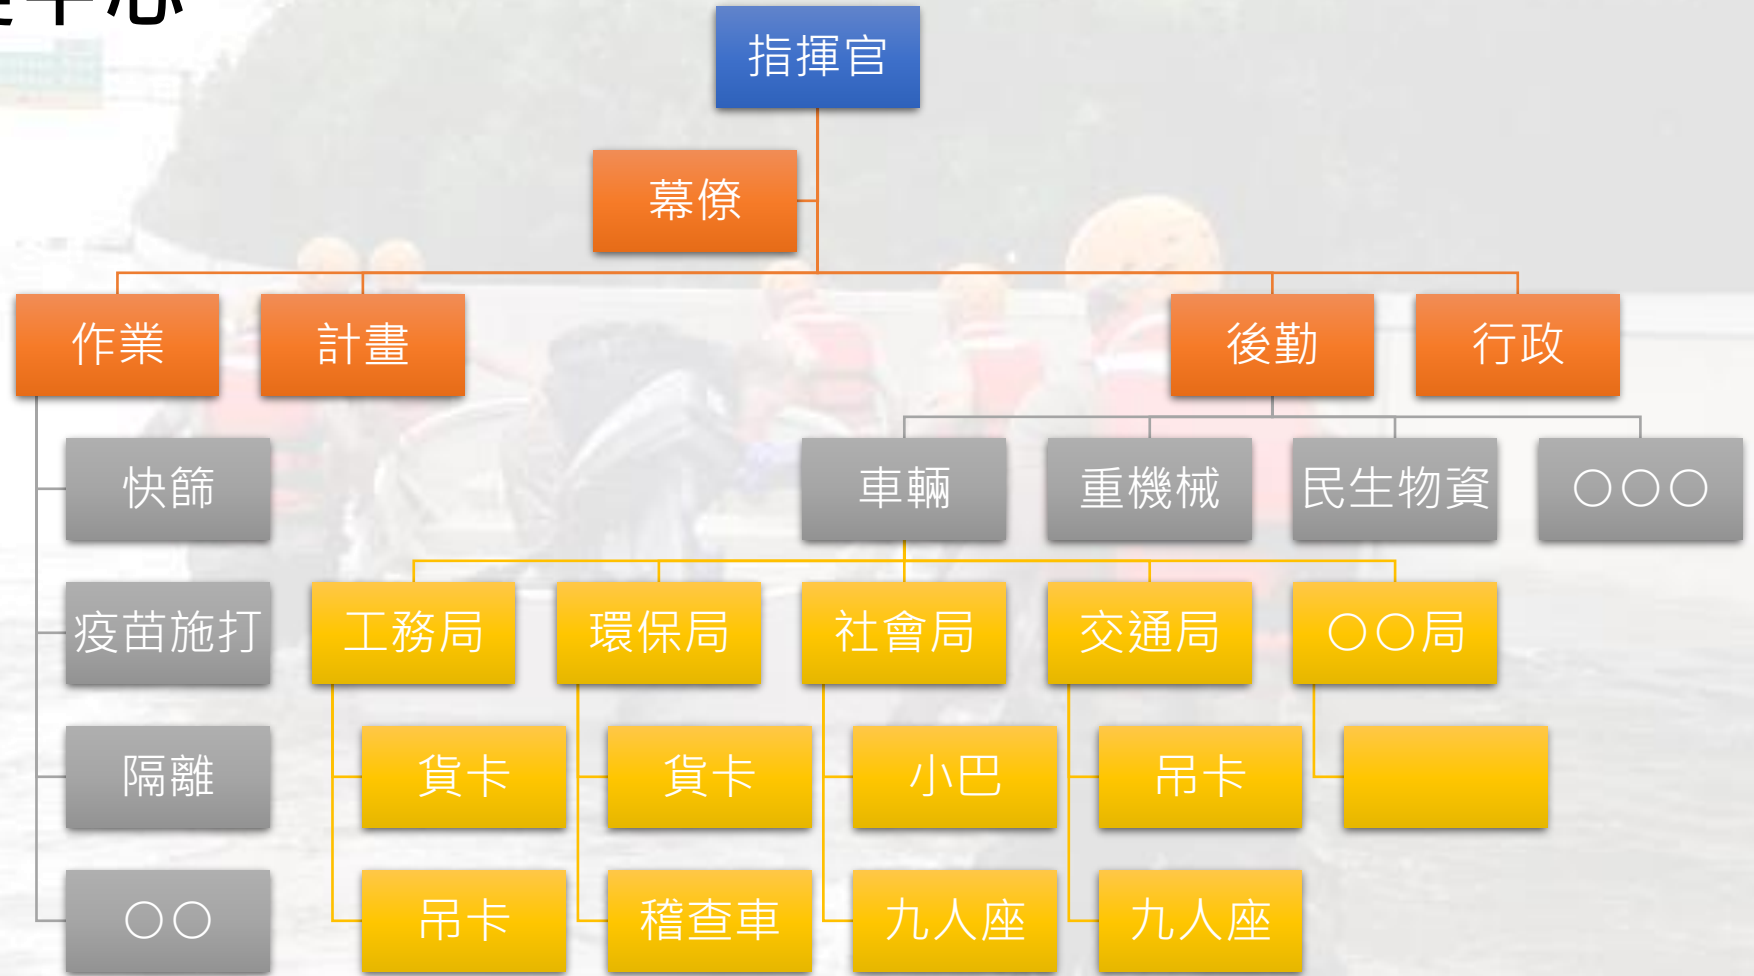 中心
指揮官
幕僚
作業 計畫 後勤 行政
快篩 車輛 重機械 民生物資 ○○○
疫苗施打 工務局 環保局 社會局 交通局 ○○局
隔離 貨卡 貨卡 小巴 吊卡
○○ 吊卡 稽查車 九人座 九人座